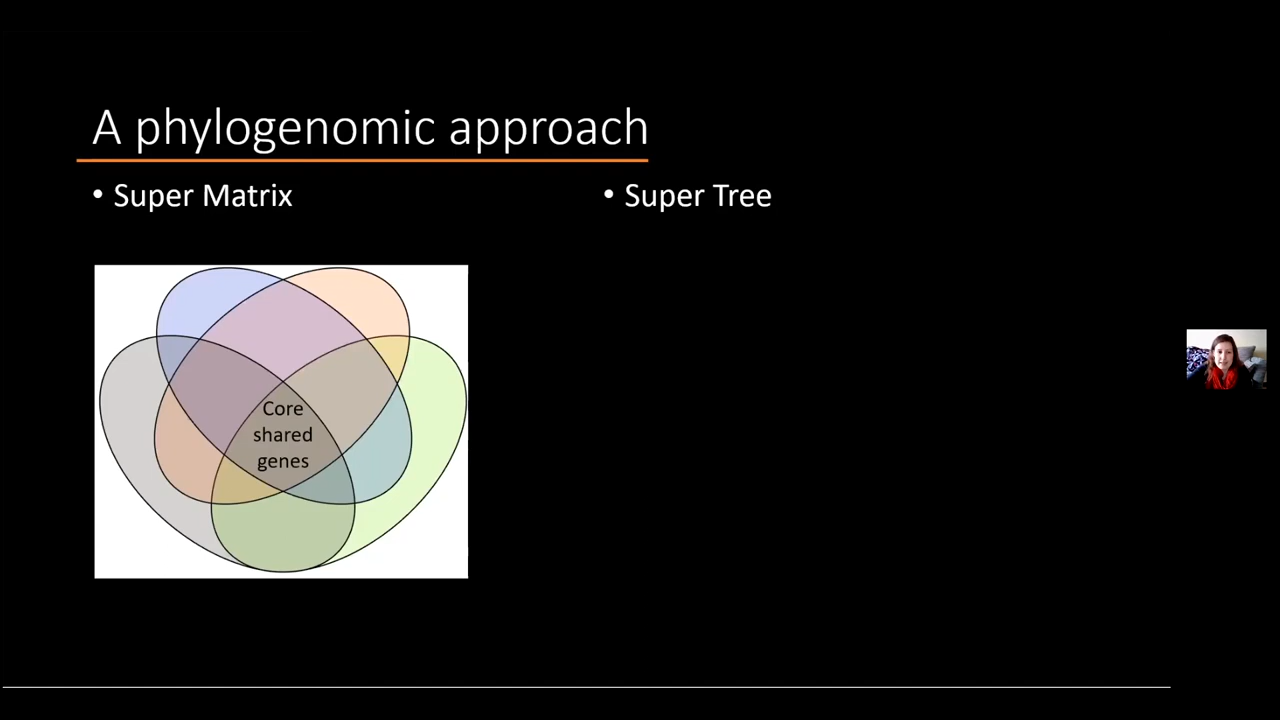 A phylogenomic approach
• Super Matrix
• Super Tree
Core
shared
genes